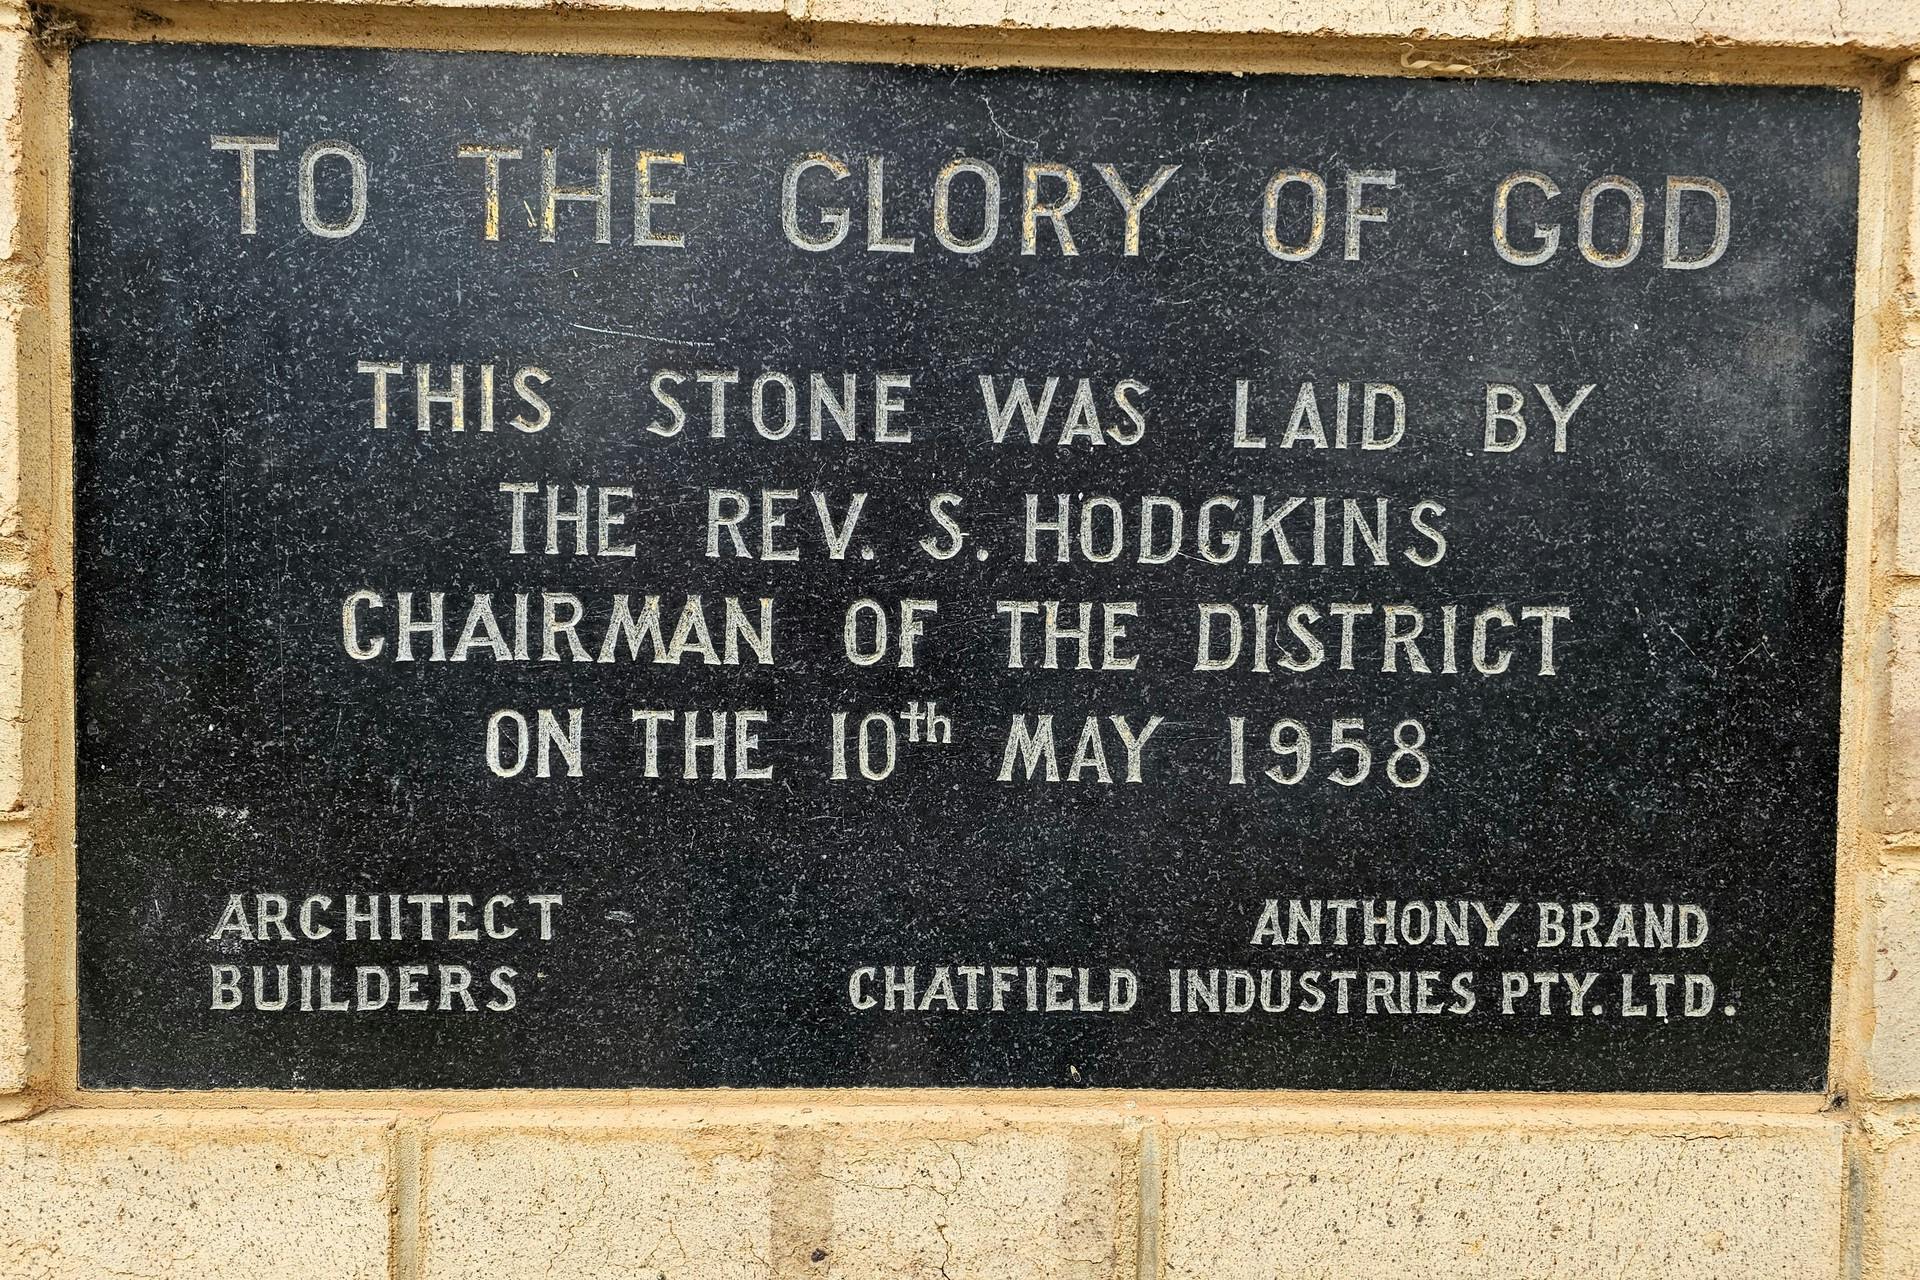 TO THE GLORY OF GOD
THIS STONE WAS LAID BY
THE REV. S. HODGKINS
CHAIRMAN OF THE DISTRICT
ON THE 10th MAY 1958
ARCHITECT ANTHONY BRAND
BUILDERS CHATFIELD INDUSTRIES PTY. LTD.